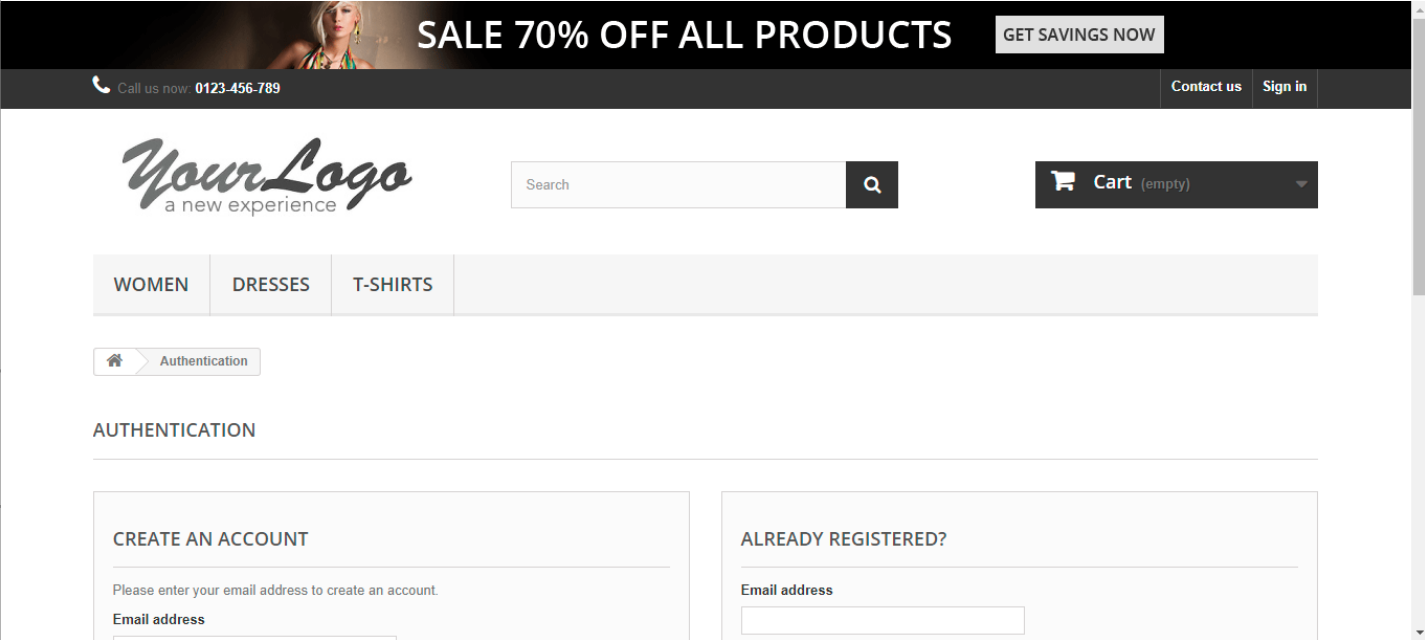 SALE 70% OFF ALL PRODUCTS GET SAVINGS NOW
Call us now: 0123-456-789 Contact us Sign in
YourLogo
a new experience
Search
Cart (empty)
WOMEN DRESSES T-SHIRTS
Authentication
AUTHENTICATION
CREATE AN ACCOUNT
Please enter your email address to create an account.
Email address
ALREADY REGISTERED?
Email address